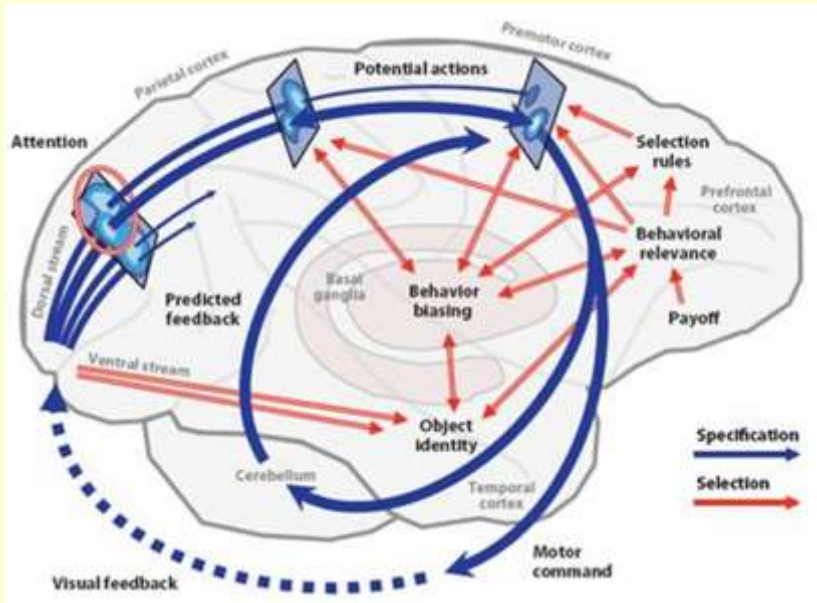 Parietal cortex
Premotor cortex
Potential actions
Attention
Selection
rules
Prefrontal
cortex
Behavioral
relevance
Dorsal stream
Basal
ganglia
Behavior
biasing
Predicted
feedback
Payoff
Ventral stream
Object
identity
Specification
Cerebellum
Temporal
cortex
Selection
Motor
command
Visual feedback